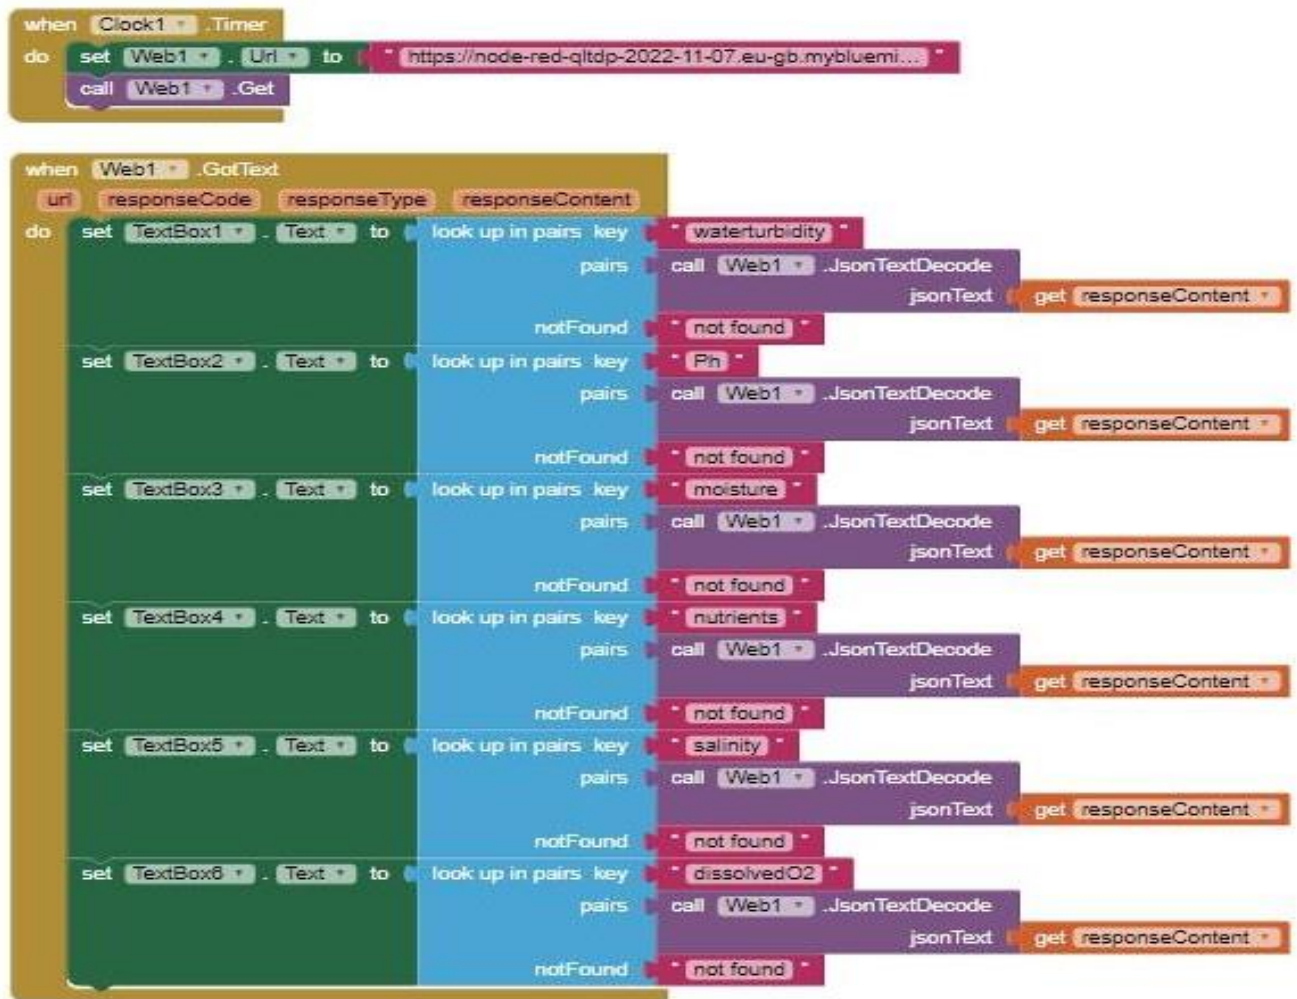 when Clock1 .Timer
do set Web1 . Url to " https://node-red-qltdp-2022-11-07.eu-gb.mybluemi... "
call Web1 .Get
when Web1 .GotText
url responseCode responseType responseContent
do set TextBox1 . Text to look up in pairs key " waterturbidity "
pairs call Web1 .JsonTextDecode
jsonText get responseContent
notFound " not found "
set TextBox2 . Text to look up in pairs key " Ph "
pairs call Web1 .JsonTextDecode
jsonText get responseContent
notFound " not found "
set TextBox3 . Text to look up in pairs key " moisture "
pairs call Web1 .JsonTextDecode
jsonText get responseContent
notFound " not found "
set TextBox4 . Text to look up in pairs key " nutrients "
pairs call Web1 .JsonTextDecode
jsonText get responseContent
notFound " not found "
set TextBox5 . Text to look up in pairs key " salinity "
pairs call Web1 .JsonTextDecode
jsonText get responseContent
notFound " not found "
set TextBox6 . Text to look up in pairs key " dissolvedO2 "
pairs call Web1 .JsonTextDecode
jsonText get responseContent
notFound " not found "